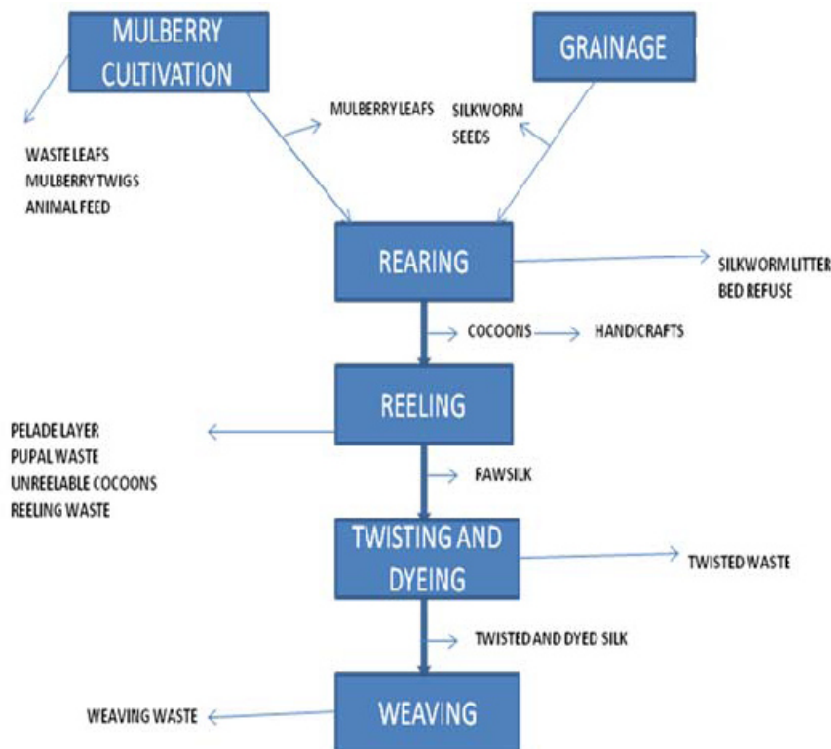 MULBERRY
CULTIVATION
GRAINAGE
MULBERRY LEAFS
SILKWORM
SEEDS
WASTE LEAFS
MULBERRY TWIGS
ANIMAL FEED
REARING
SILKWORM LITTER
BED REFUSE
COCOONS
HANDICRAFTS
REELING
PELADE LAYER
PUPAL WASTE
UNREELABLE COCOONS
REELING WASTE
RAW SILK
TWISTING AND
DYEING
TWISTED WASTE
TWISTED AND DYED SILK
WEAVING
WEAVING WASTE